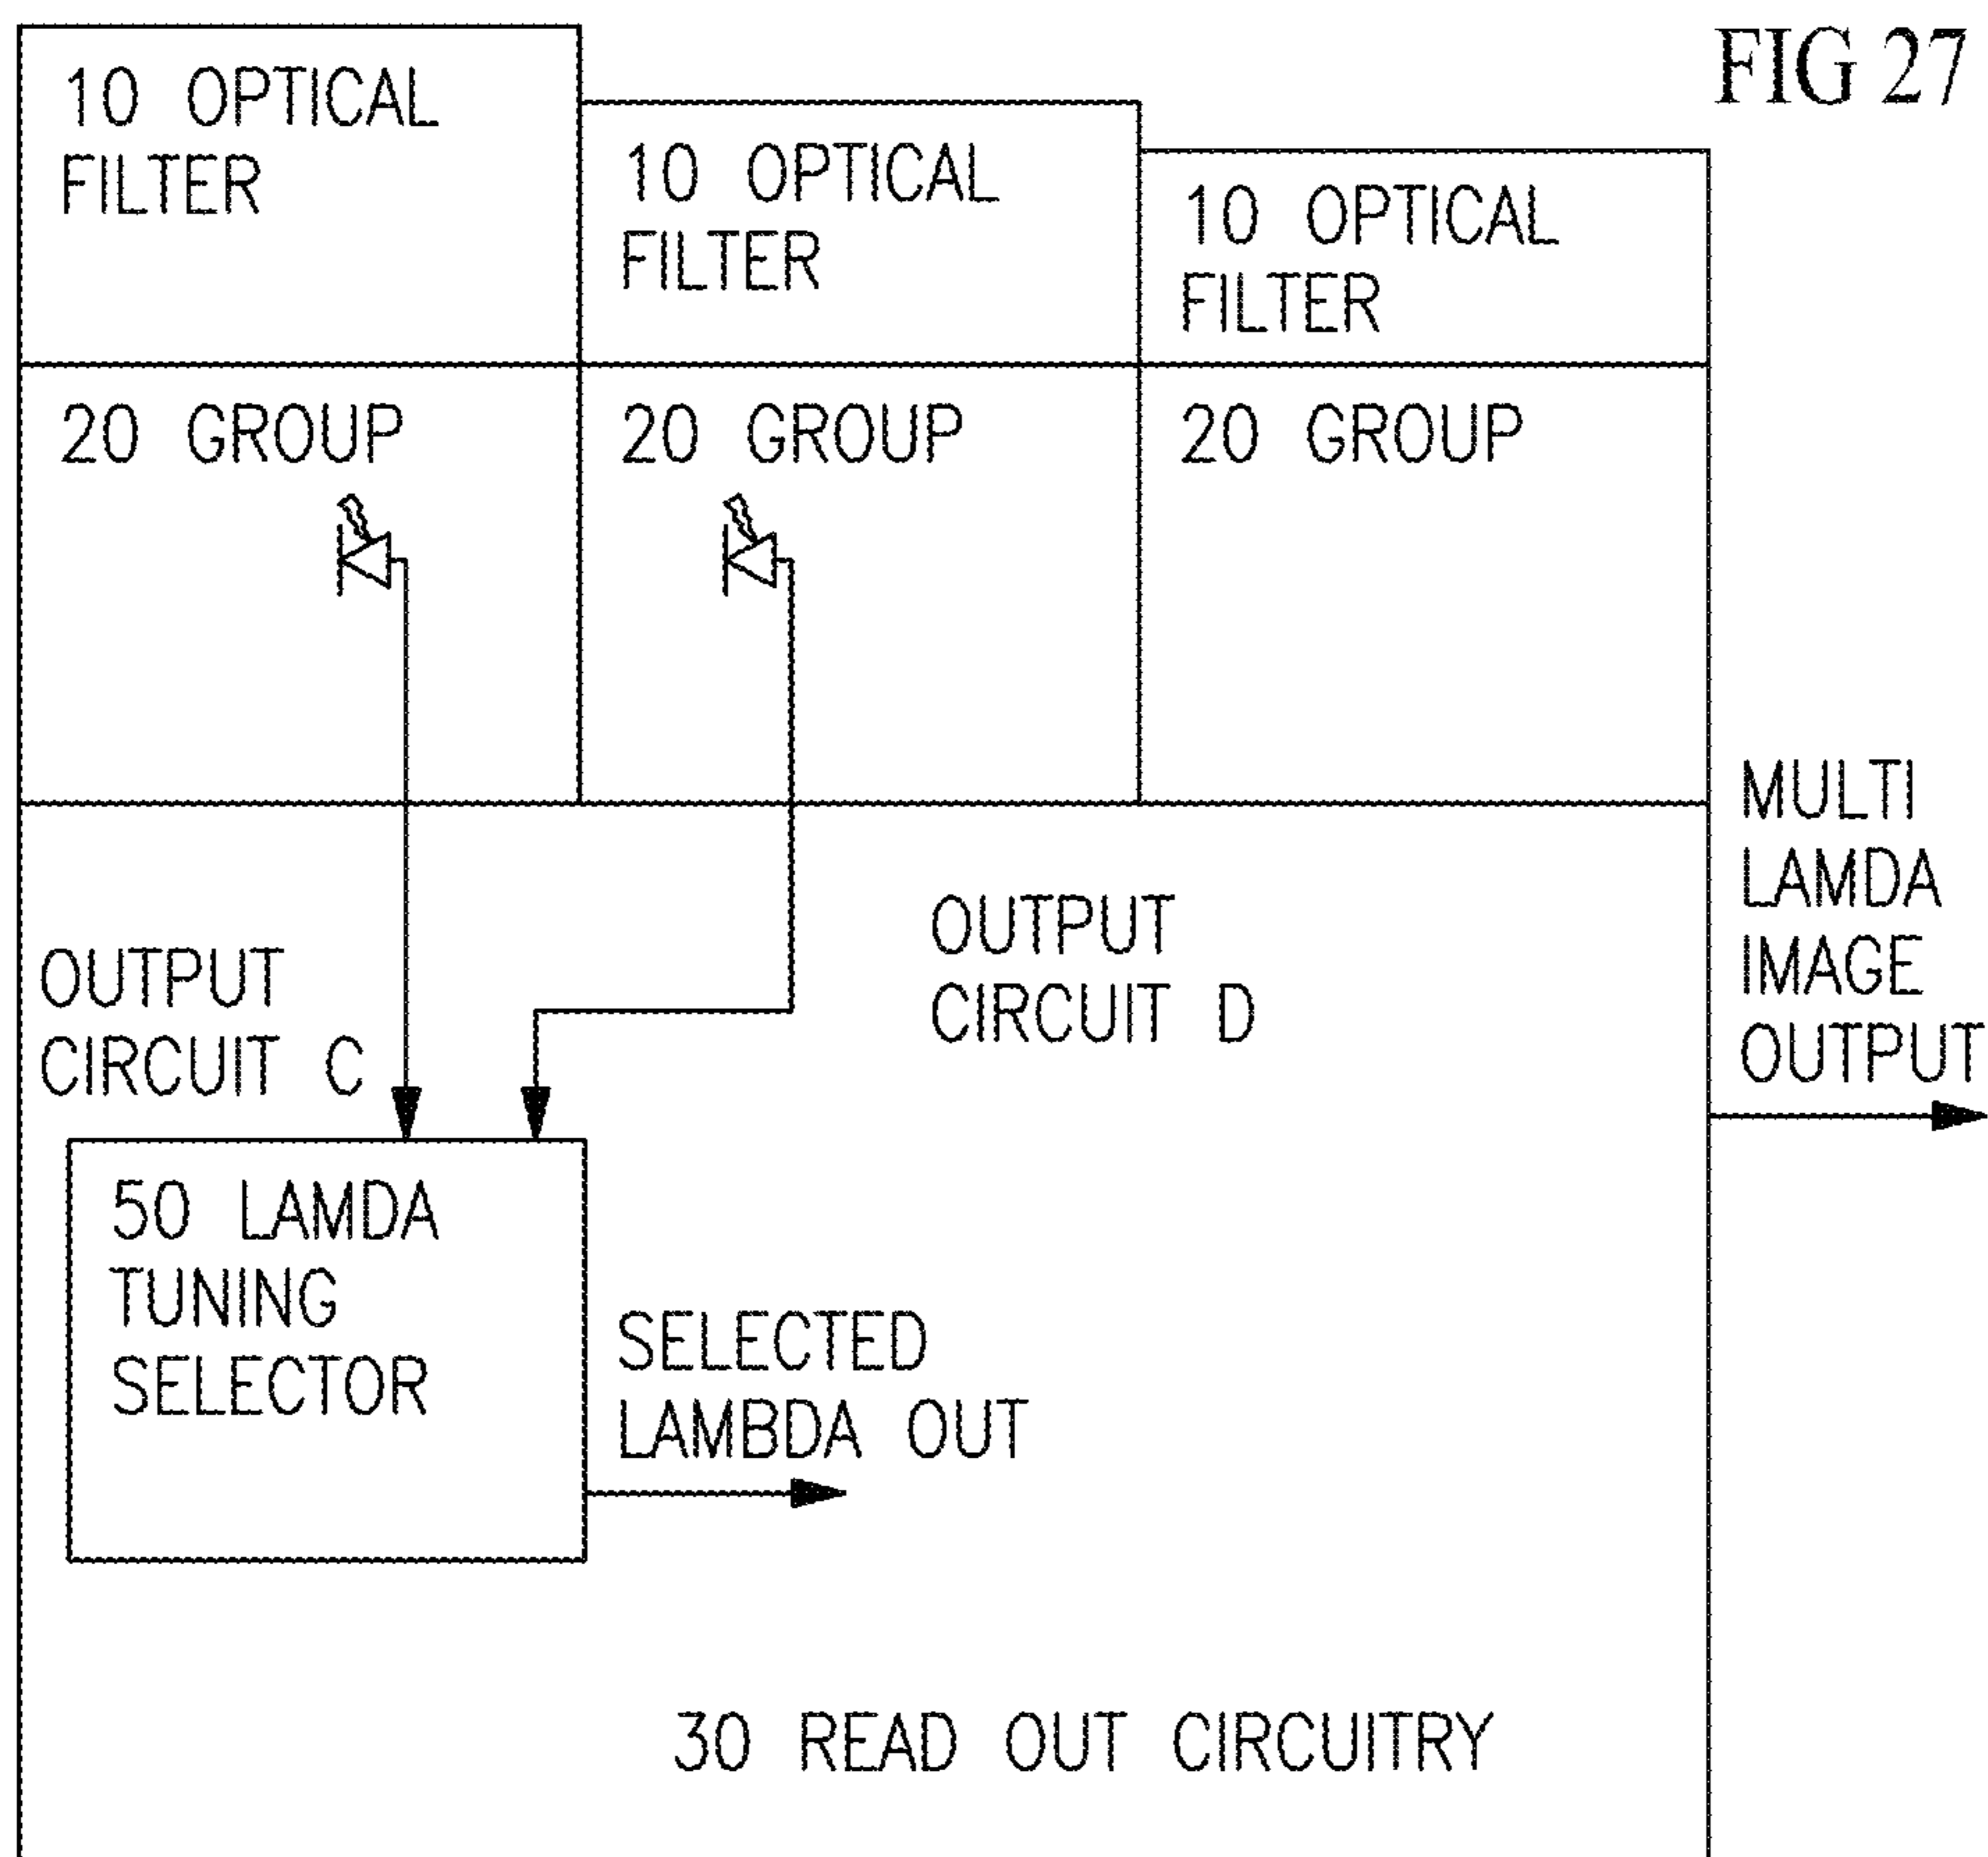 FIG 27
10 OPTICAL
FILTER
10 OPTICAL
FILTER
10 OPTICAL
FILTER
20 GROUP
20 GROUP
20 GROUP
MULTI
LAMDA
IMAGE
OUTPUT
OUTPUT
CIRCUIT C
OUTPUT
CIRCUIT D
50 LAMDA
TUNING
SELECTOR
SELECTED
LAMBDA OUT
30 READ OUT CIRCUITRY